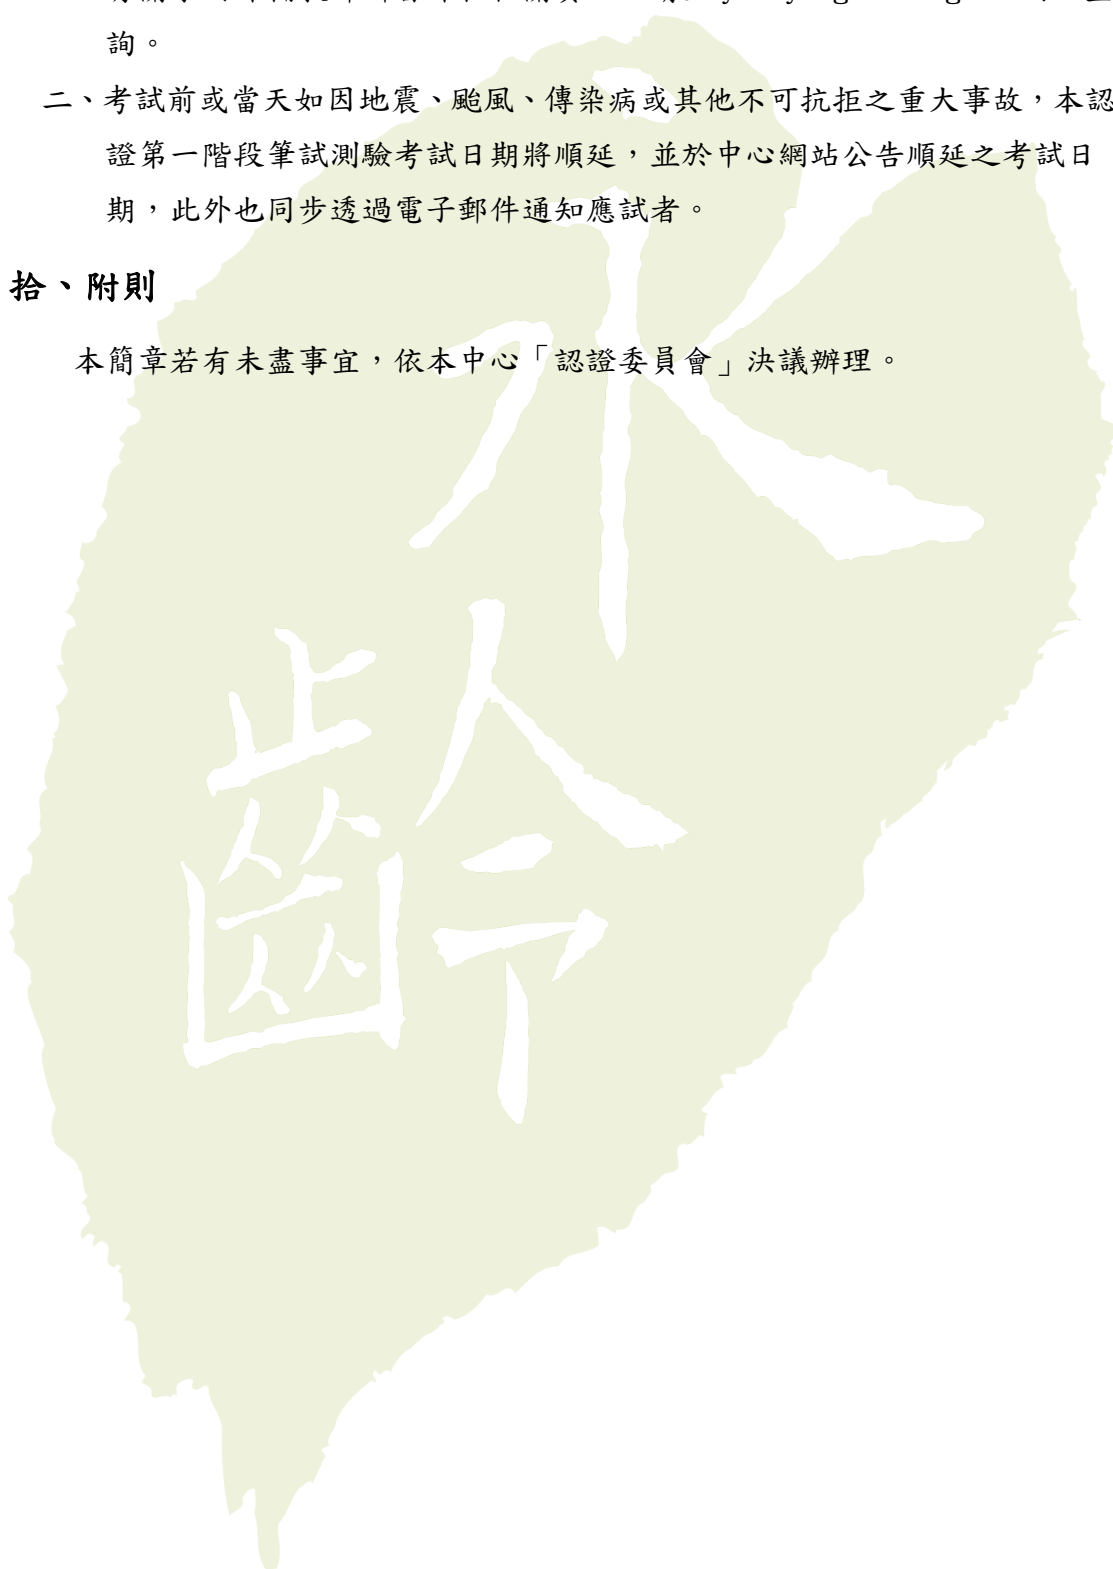 詢。
二、考試前或當天如因地震、颱風、傳染病或其他不可抗拒之重大事故，本認
證第一階段筆試測驗考試日期將順延，並於中心網站公告順延之考試日
期，此外也同步透過電子郵件通知應試者。
拾、附則
本簡章若有未盡事宜，依本中心「認證委員會」決議辦理。
永
齡